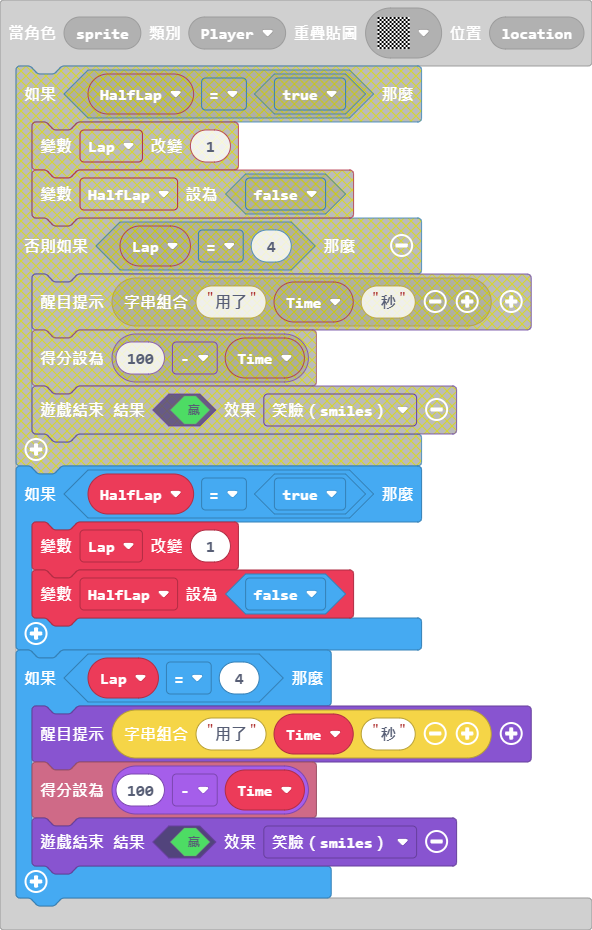 當角色 sprite 類別 Player 重疊貼圖 位置 location
如果 HalfLap = true 那麼
變數 Lap 改變 1
變數 HalfLap 設為 false
否則如果 Lap = 4 那麼
醒目提示 字串組合 "用了" Time "秒"
得分設為 100 - Time
遊戲結束 結果 贏 效果 笑臉(smiles)
如果 HalfLap = true 那麼
變數 Lap 改變 1
變數 HalfLap 設為 false
如果 Lap = 4 那麼
醒目提示 字串組合 "用了" Time "秒"
得分設為 100 - Time
遊戲結束 結果 贏 效果 笑臉(smiles)